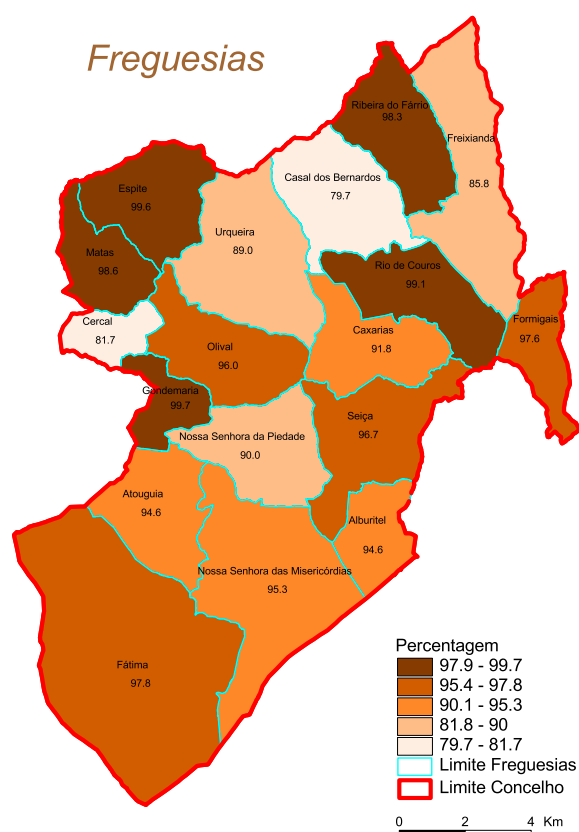 Freguesias
Ribeira do Fárrio
98.3
Freixianda
85.8
Casal dos Bernardos
79.7
Espite
99.6
Urqueira
89.0
Matas
98.6
Rio de Couros
99.1
Cercal
81.7
Formigais
97.6
Caxarias
91.8
Olival
96.0
Gondemaria
99.7
Seiça
96.7
Nossa Senhora da Piedade
90.0
Atouguia
94.6
Alburitel
94.6
Nossa Senhora das Misericórdias
95.3
Fátima
97.8
Percentagem
97.9 - 99.7
95.4 - 97.8
90.1 - 95.3
81.8 - 90
79.7 - 81.7
Limite Freguesias
Limite Concelho
0 2 4 Km